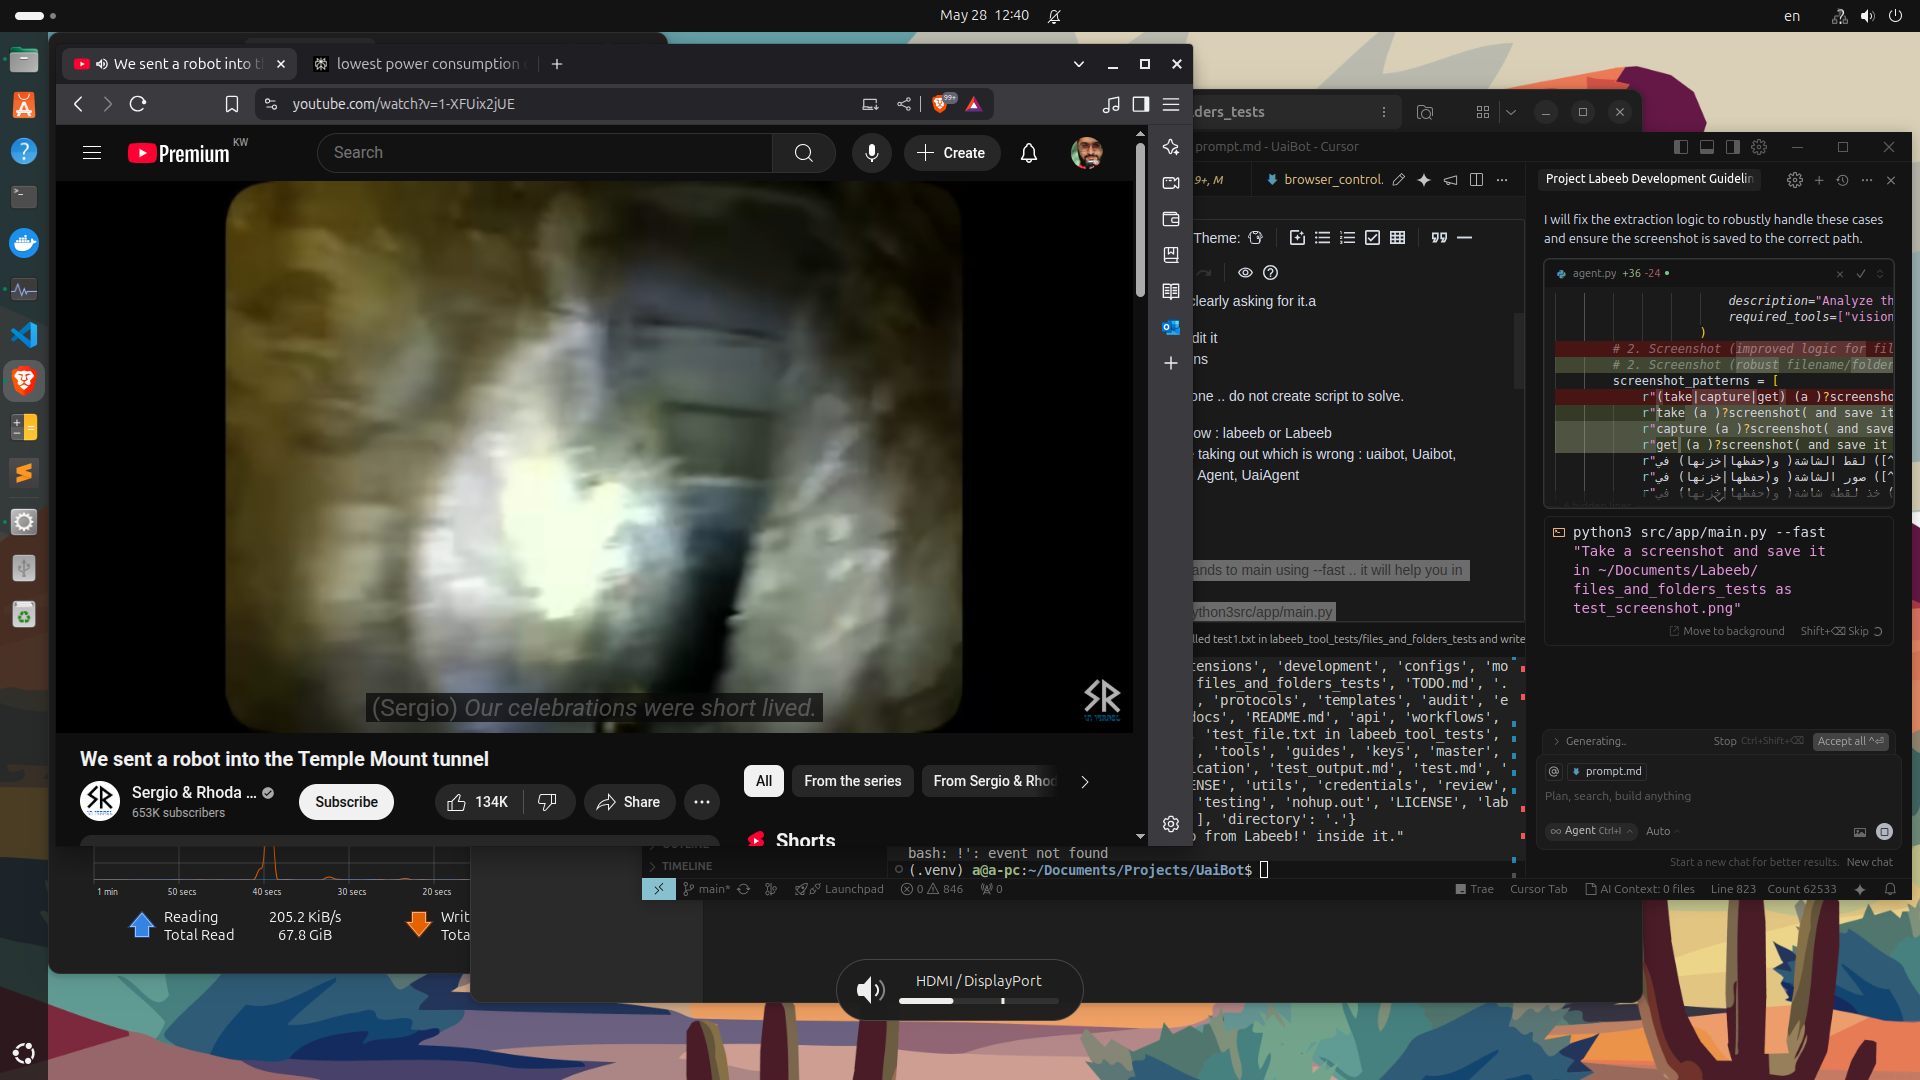 May 28 12:40
en
We sent a robot into t
lowest power consumption
youtube.com/watch?v=1-XFUix2jUE
99+
Premium
KW
Search
Create
(Sergio) Our celebrations were short lived.
SR
We sent a robot into the Temple Mount tunnel
Sergio & Rhoda ...
653K subscribers
Subscribe
134K
Share
All
From the series
From Sergio & Rhod
Shorts
1 min
50 secs
40 secs
30 secs
20 secs
Reading
205.2 KiB/s
Total Read
67.8 GiB
Writ
Tota
lders_tests
prompt.md - UaiBot - Cursor
9+, M
browser_control.
Theme:
clearly asking for it.a
dit it
ns
one .. do not create script to solve.
ow : labeeb or Labeeb
taking out which is wrong : uaibot, Uaibot,
Agent, UaiAgent
ands to main using --fast .. it will help you in
ython3src/app/main.py
lled test1.txt in labeeb_tool_tests/files_and_folders_tests and write
tensions', 'development', 'configs', 'mo
files_and_folders_tests', 'TODO.md', '.
, 'protocols', 'templates', 'audit', 'e
docs', 'README.md', 'api', 'workflows',
'test_file.txt in labeeb_tool_tests',
, 'tools', 'guides', 'keys', 'master',
ication', 'test_output.md', 'test.md', '
ENSE', 'utils', 'credentials', 'review',
'testing', 'nohup.out', 'LICENSE', 'lab
], 'directory': '.'}
o from Labeeb!' inside it."
bash: !': event not found
(.venv) a@a-pc:~/Documents/Projects/UaiBot$
OUTLINE
TIMELINE
main*
Launchpad
0
846
0
Trae
Cursor Tab
AI Context: 0 files
Line 823
Count 62533
Project Labeeb Development Guidelin
I will fix the extraction logic to robustly handle these cases
and ensure the screenshot is saved to the correct path.
agent.py +36 -24
description="Analyze th
required_tools=["vision
)
# 2. Screenshot (improved logic for fil
# 2. Screenshot (robust filename/folder
screenshot_patterns = [
r"(take|capture|get) (a )?screensho
r"take (a )?screenshot( and save it
r"capture (a )?screenshot( and save
r"get (a )?screenshot( and save it
r"لقط الشاشة( و(حفظها|خزنها) في ([^
r"صور الشاشة( و(حفظها|خزنها) في ([^
r"خذ لقطة شاشة( و(حفظها|خزنها) في (
python3 src/app/main.py --fast
"Take a screenshot and save it
in ~/Documents/Labeeb/
files_and_folders_tests as
test_screenshot.png"
Move to background
Shift+⌫ Skip
Generating..
Stop Ctrl+Shift+⌫
Accept all ^⏎
@
prompt.md
Plan, search, build anything
Agent Ctrl+I
Auto
Start a new chat for better results.
New chat
HDMI / DisplayPort